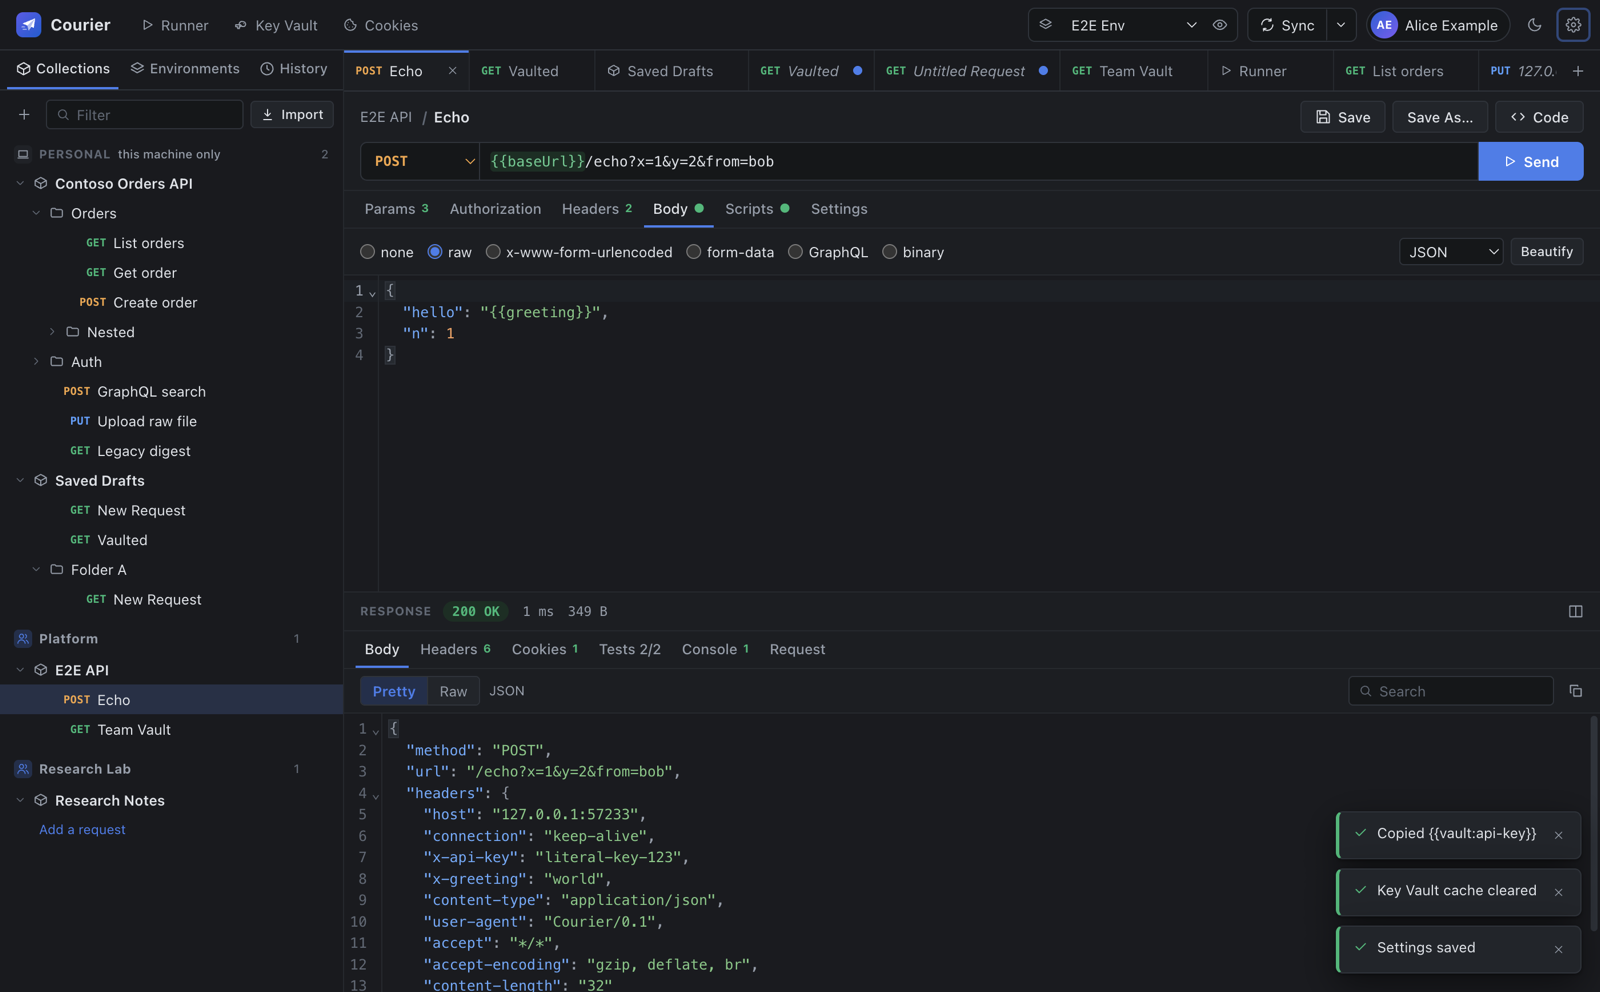 Courier
Runner
Key Vault
Cookies
E2E Env
Sync
AE Alice Example
Collections
Environments
History
POST Echo
GET Vaulted
Saved Drafts
GET Vaulted
GET Untitled Request
GET Team Vault
Runner
GET List orders
PUT 127.0.
Filter
Import
PERSONAL this machine only 2
Contoso Orders API
Orders
GET List orders
GET Get order
POST Create order
Nested
Auth
POST GraphQL search
PUT Upload raw file
GET Legacy digest
Saved Drafts
GET New Request
GET Vaulted
Folder A
GET New Request
Platform 1
E2E API
POST Echo
GET Team Vault
Research Lab 1
Research Notes
Add a request
E2E API / Echo
Save
Save As...
<> Code
POST
{{baseUrl}}/echo?x=1&y=2&from=bob
Send
Params 3
Authorization
Headers 2
Body
Scripts
Settings
none
raw
x-www-form-urlencoded
form-data
GraphQL
binary
JSON
Beautify
1 {
2 "hello": "{{greeting}}",
3 "n": 1
4 }
RESPONSE 200 OK 1 ms 349 B
Body
Headers 6
Cookies 1
Tests 2/2
Console 1
Request
Pretty
Raw
JSON
Search
1 {
2 "method": "POST",
3 "url": "/echo?x=1&y=2&from=bob",
4 "headers": {
5 "host": "127.0.0.1:57233",
6 "connection": "keep-alive",
7 "x-api-key": "literal-key-123",
8 "x-greeting": "world",
9 "content-type": "application/json",
10 "user-agent": "Courier/0.1",
11 "accept": "*/*",
12 "accept-encoding": "gzip, deflate, br",
13 "content-length": "32"
Copied {{vault:api-key}}
Key Vault cache cleared
Settings saved